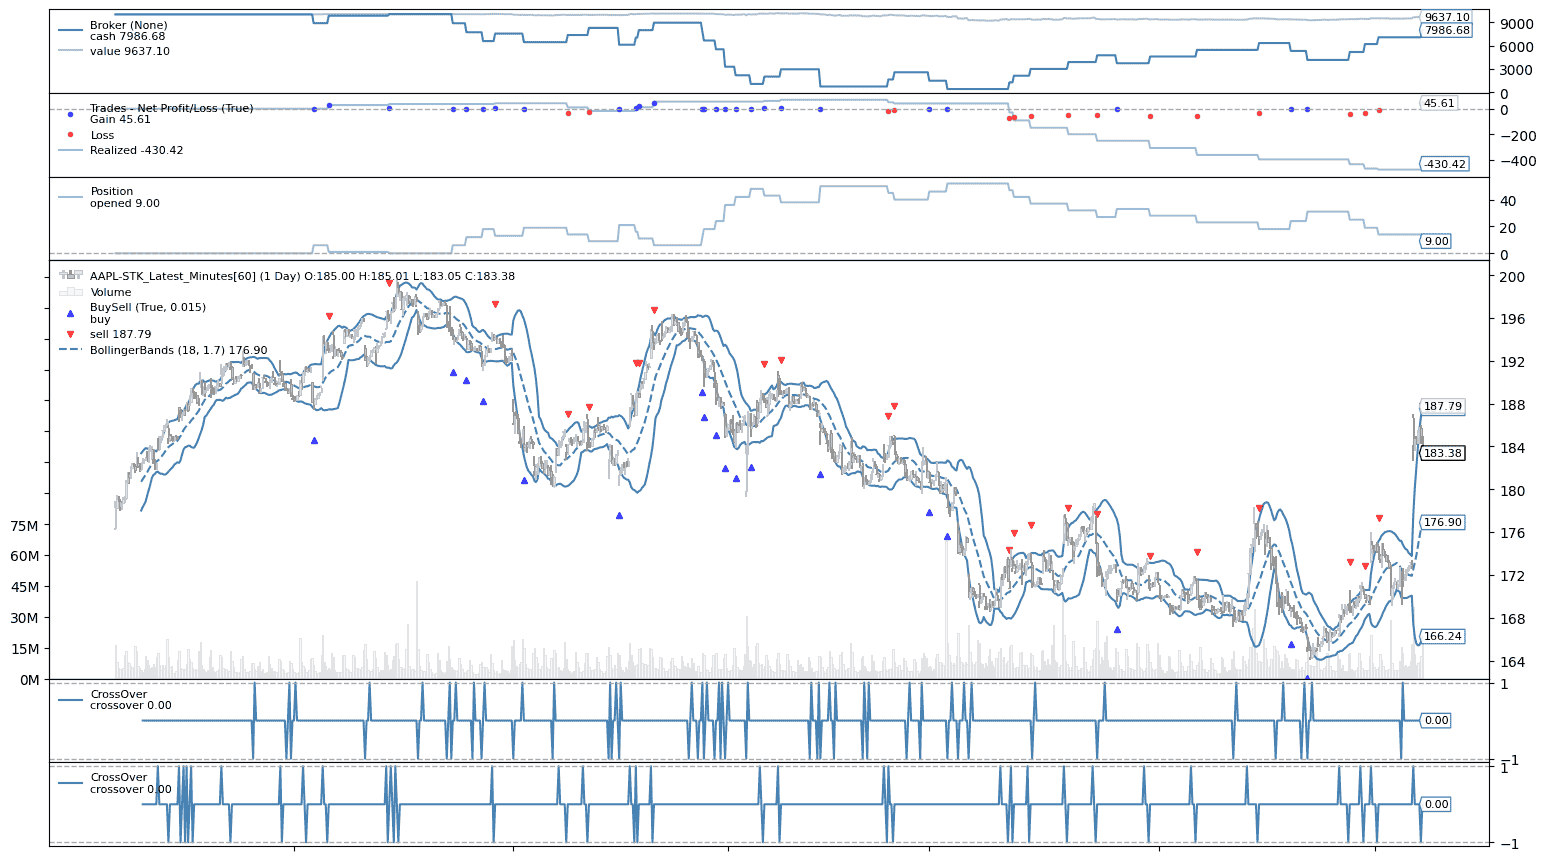 Broker (None)
cash 7986.68
value 9637.10
9637.10
7986.68
9000
6000
3000
0
Trades - Net Profit/Loss (True)
Gain 45.61
Loss
Realized -430.42
45.61
-430.42
0
−200
−400
Position
opened 9.00
9.00
40
20
0
AAPL-STK_Latest_Minutes[60] (1 Day) O:185.00 H:185.01 L:183.05 C:183.38
Volume
BuySell (True, 0.015)
buy
sell 187.79
BollingerBands (18, 1.7) 176.90
187.79
183.38
176.90
166.24
200
196
192
188
184
180
176
172
168
164
75M
60M
45M
30M
15M
0M
CrossOver
crossover 0.00
0.00
1
−1
CrossOver
crossover 0.00
0.00
1
−1